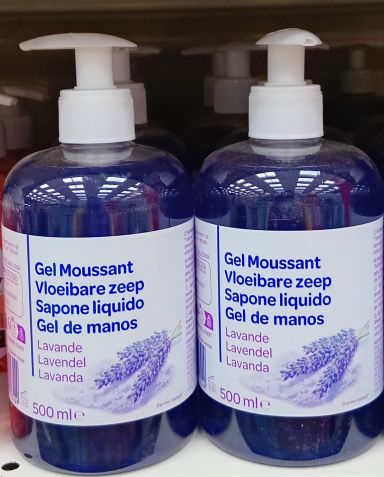 Gel Moussant
Vloeibare zeep
Sapone liquido
Gel de manos
Lavande
Lavendel
Lavanda
500 ml e
Gel Moussant
Vloeibare zeep
Sapone liquido
Gel de manos
Lavande
Lavendel
Lavanda
500 ml e